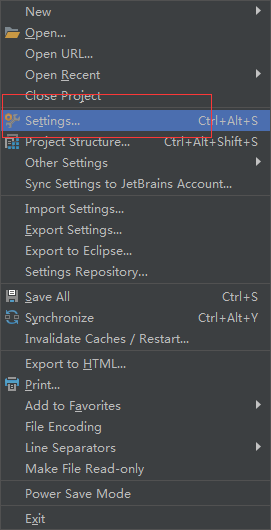 New
Open...
Open URL...
Open Recent
Close Project
Settings... Ctrl+Alt+S
Project Structure... Ctrl+Alt+Shift+S
Other Settings
Sync Settings to JetBrains Account...
Import Settings...
Export Settings...
Export to Eclipse...
Settings Repository...
Save All Ctrl+S
Synchronize Ctrl+Alt+Y
Invalidate Caches / Restart...
Export to HTML...
Print...
Add to Favorites
File Encoding
Line Separators
Make File Read-only
Power Save Mode
Exit